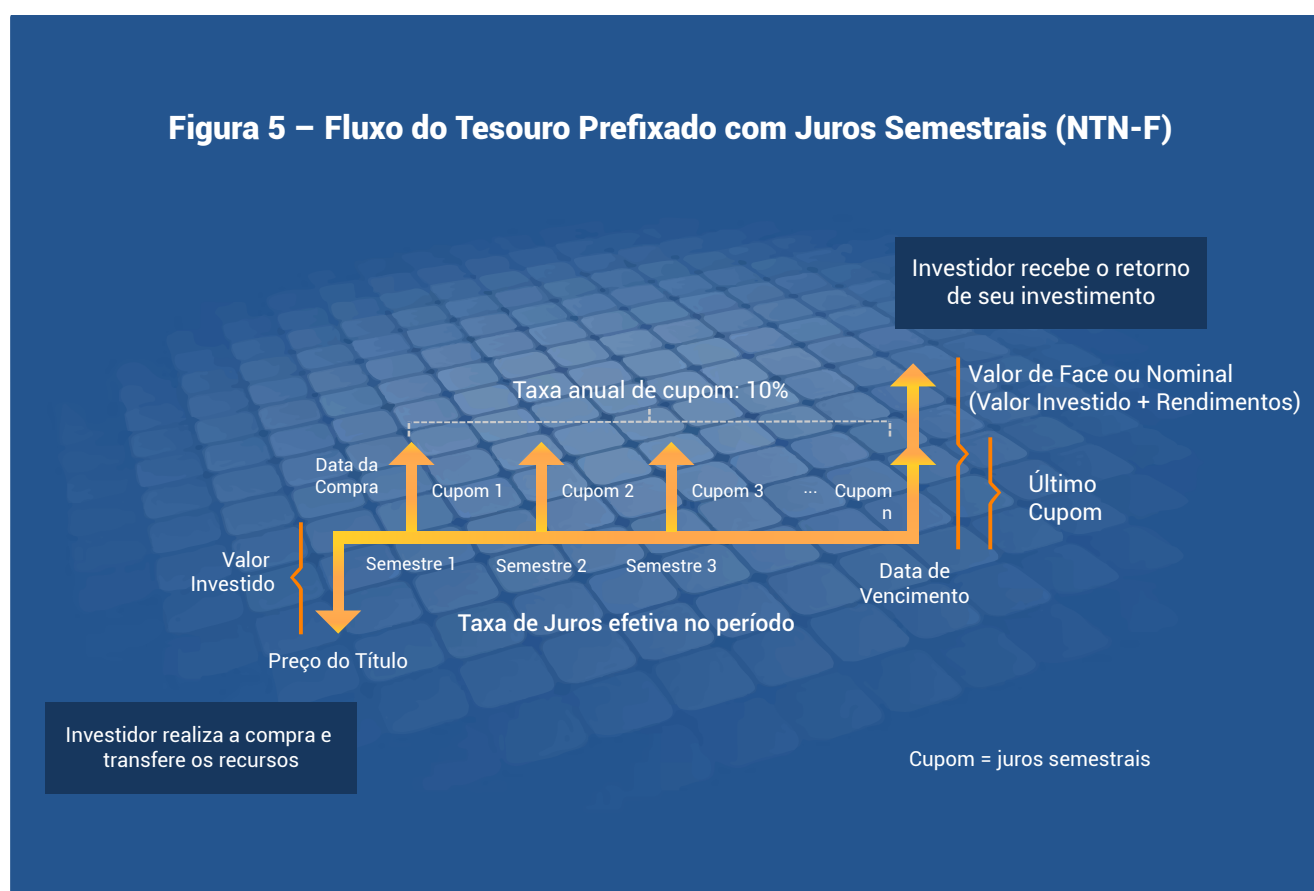 Figura 5 – Fluxo do Tesouro Prefixado com Juros Semestrais (NTN-F)
Investidor recebe o retorno
de seu investimento
Taxa anual de cupom: 10%
Valor de Face ou Nominal
(Valor Investido + Rendimentos)
Data da
Compra
Cupom 1
Cupom 2
Cupom 3
... Cupom
n
Último
Cupom
Valor
Investido
Semestre 1
Semestre 2
Semestre 3
Data de
Vencimento
Taxa de Juros efetiva no período
Preço do Título
Investidor realiza a compra e
transfere os recursos
Cupom = juros semestrais